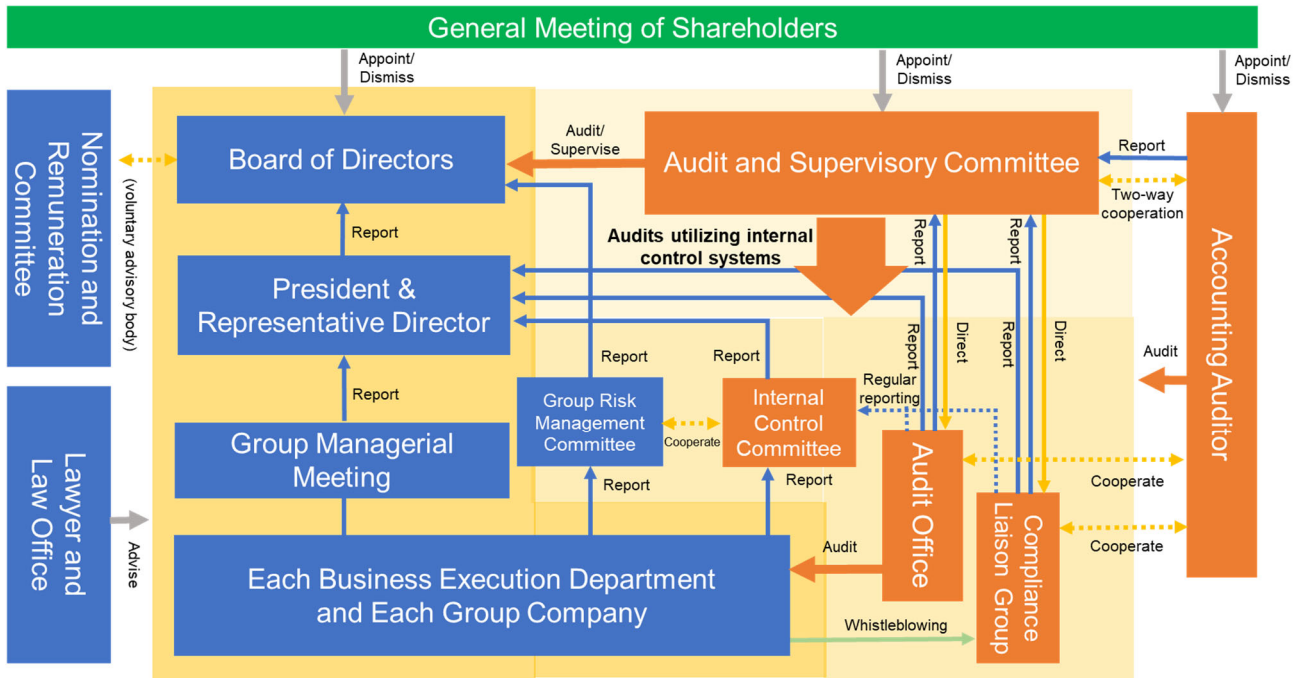 General Meeting of Shareholders
Appoint/
Dismiss
Appoint/
Dismiss
Appoint/
Dismiss
Nomination and
Remuneration
Committee
(voluntary advisory body)
Board of Directors
Audit/
Supervise
Audit and Supervisory Committee
Report
Two-way
cooperation
Accounting Auditor
Report
Audits utilizing internal
control systems
Report
Report
President &
Representative Director
Report
Direct
Report
Direct
Report
Report
Report
Audit
Regular
reporting
Group Risk
Management
Committee
Cooperate
Internal
Control
Committee
Group Managerial
Meeting
Lawyer and
Law Office
Advise
Report
Report
Audit Office
Cooperate
Compliance
Liaison Group
Cooperate
Each Business Execution Department
and Each Group Company
Audit
Whistleblowing